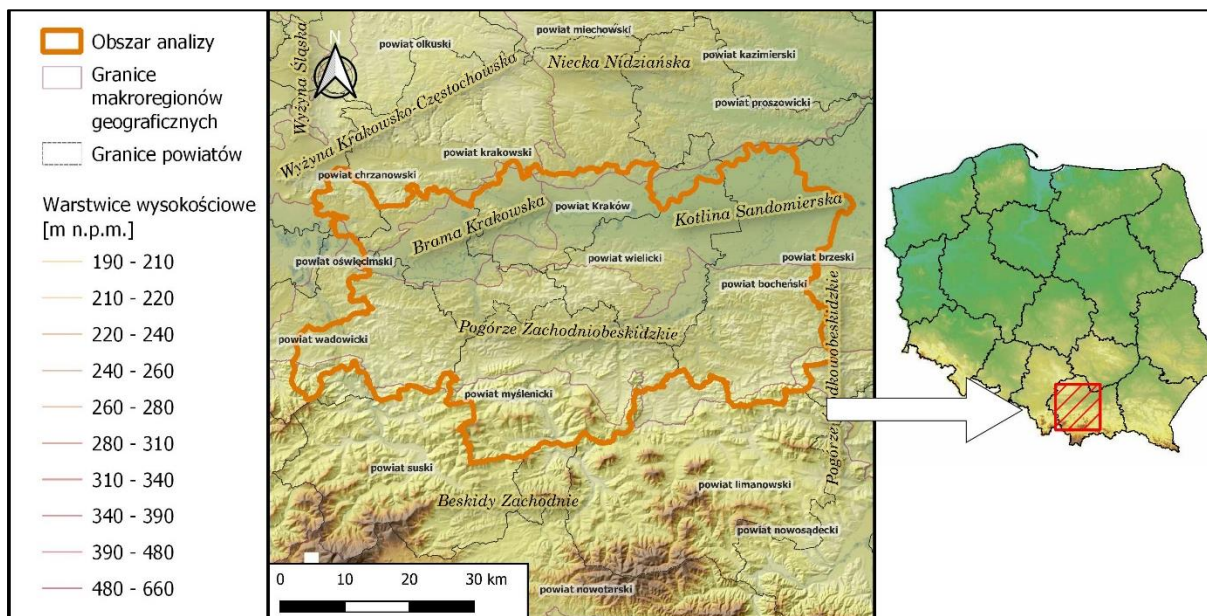 Obszar analizy
Granice
makroregionów
geograficznych
Granice powiatów
Warstwice wysokościowe
[m n.p.m.]
190 - 210
210 - 220
220 - 240
240 - 260
260 - 280
280 - 310
310 - 340
340 - 390
390 - 480
480 - 660
N
powiat miechowski
powiat olkuski
powiat kazimierski
Niecka Nidziańska
Wyżyna Śląska
powiat proszowicki
Wyżyna Krakowsko-Częstochowska
powiat krakowski
powiat chrzanowski
powiat Kraków
Kotlina Sandomierska
Brama Krakowska
powiat oświęcimski
powiat wielicki
powiat brzeski
powiat bocheński
Pogórze Zachodniobeskidzkie
powiat wadowicki
powiat myślenicki
powiat suski
powiat limanowski
Beskidy Zachodnie
powiat nowosądecki
powiat nowotarski
0 10 20 30 km